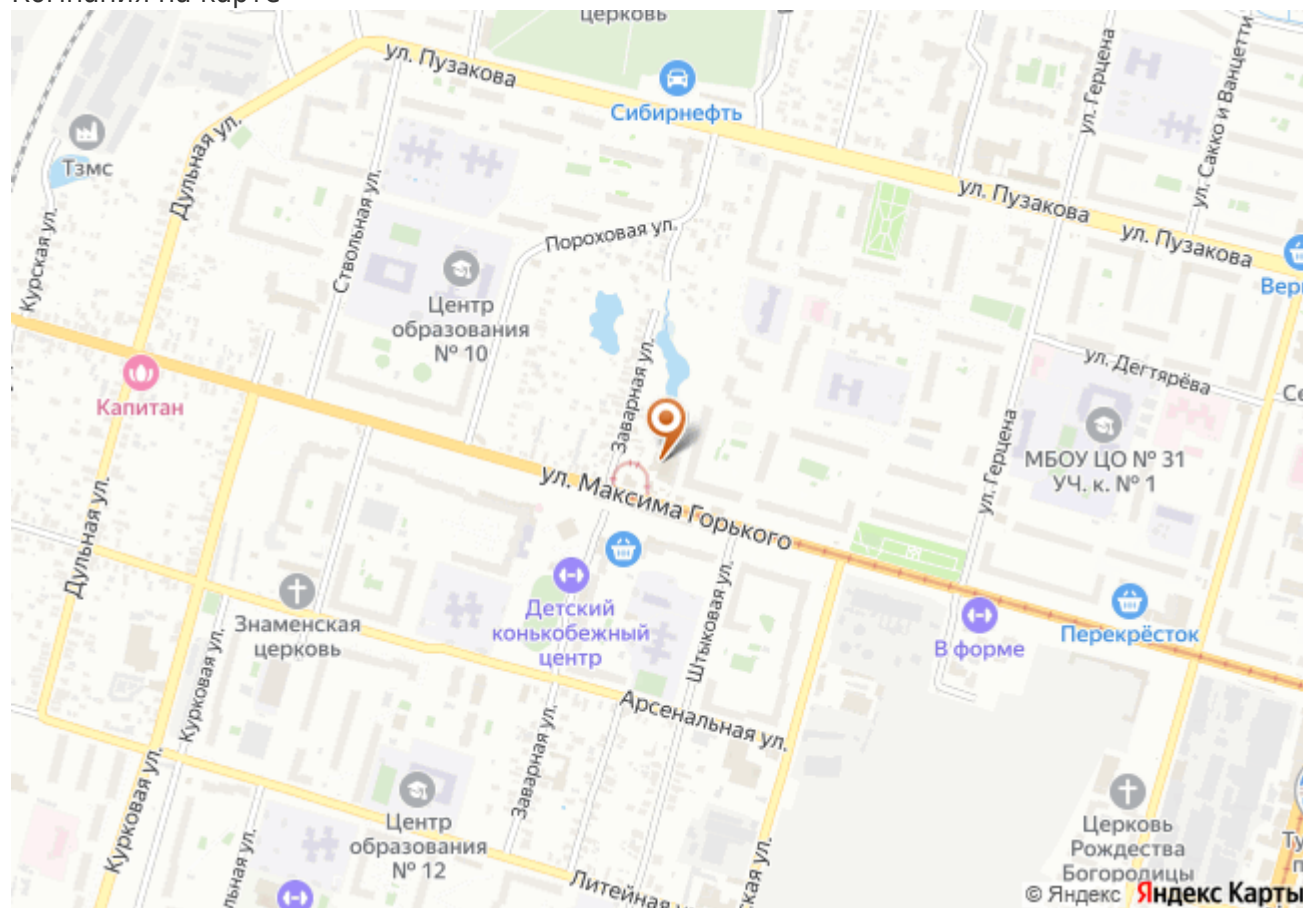 церковь
ул. Пузакова
Сибирнефть
ул. Герцена
ул. Сакко и Ванцетти
Тзмс
Дульная ул.
Ствольная ул.
Курская ул.
Пороховая ул.
ул. Пузакова
ул. Пузакова
Центр
образования
№ 10
Капитан
Заварная ул.
ул. Дегтярёва
МБОУ ЦО № 31
УЧ. к. № 1
ул. Герцена
ул. Максима Горького
Дульная ул.
Знаменская
церковь
Детский
конькобежный
центр
Штыковая ул.
В форме
Перекрёсток
Курковая ул.
Арсенальная ул.
Заварная ул.
Курковая ул.
Центр
образования
№ 12
Литейная
Церковь
Рождества
Богородицы
© Яндекс Яндекс Карты